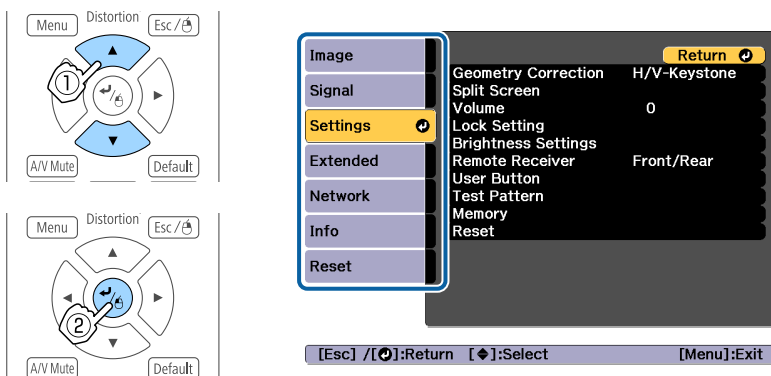 Menu
Distortion
Esc /
1
A/V Mute
Default
Menu
Distortion
Esc /
2
A/V Mute
Default
Image
Signal
Settings
Extended
Network
Info
Reset
Return
Geometry Correction H/V-Keystone
Split Screen
Volume 0
Lock Setting
Brightness Settings
Remote Receiver Front/Rear
User Button
Test Pattern
Memory
Reset
[Esc] /[ ]:Return [ ]:Select [Menu]:Exit